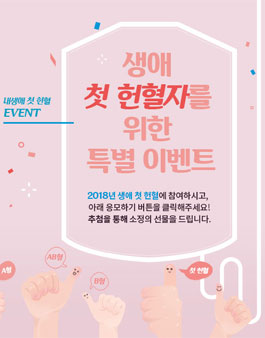 내생애 첫 헌혈
EVENT
생애
첫 헌혈자를
위한
특별 이벤트
2018년 생애 첫 헌혈에 참여하시고,
아래 응모하기 버튼을 클릭해주세요!
추첨을 통해 소정의 선물을 드립니다.
A형
AB형
B형
첫 헌혈